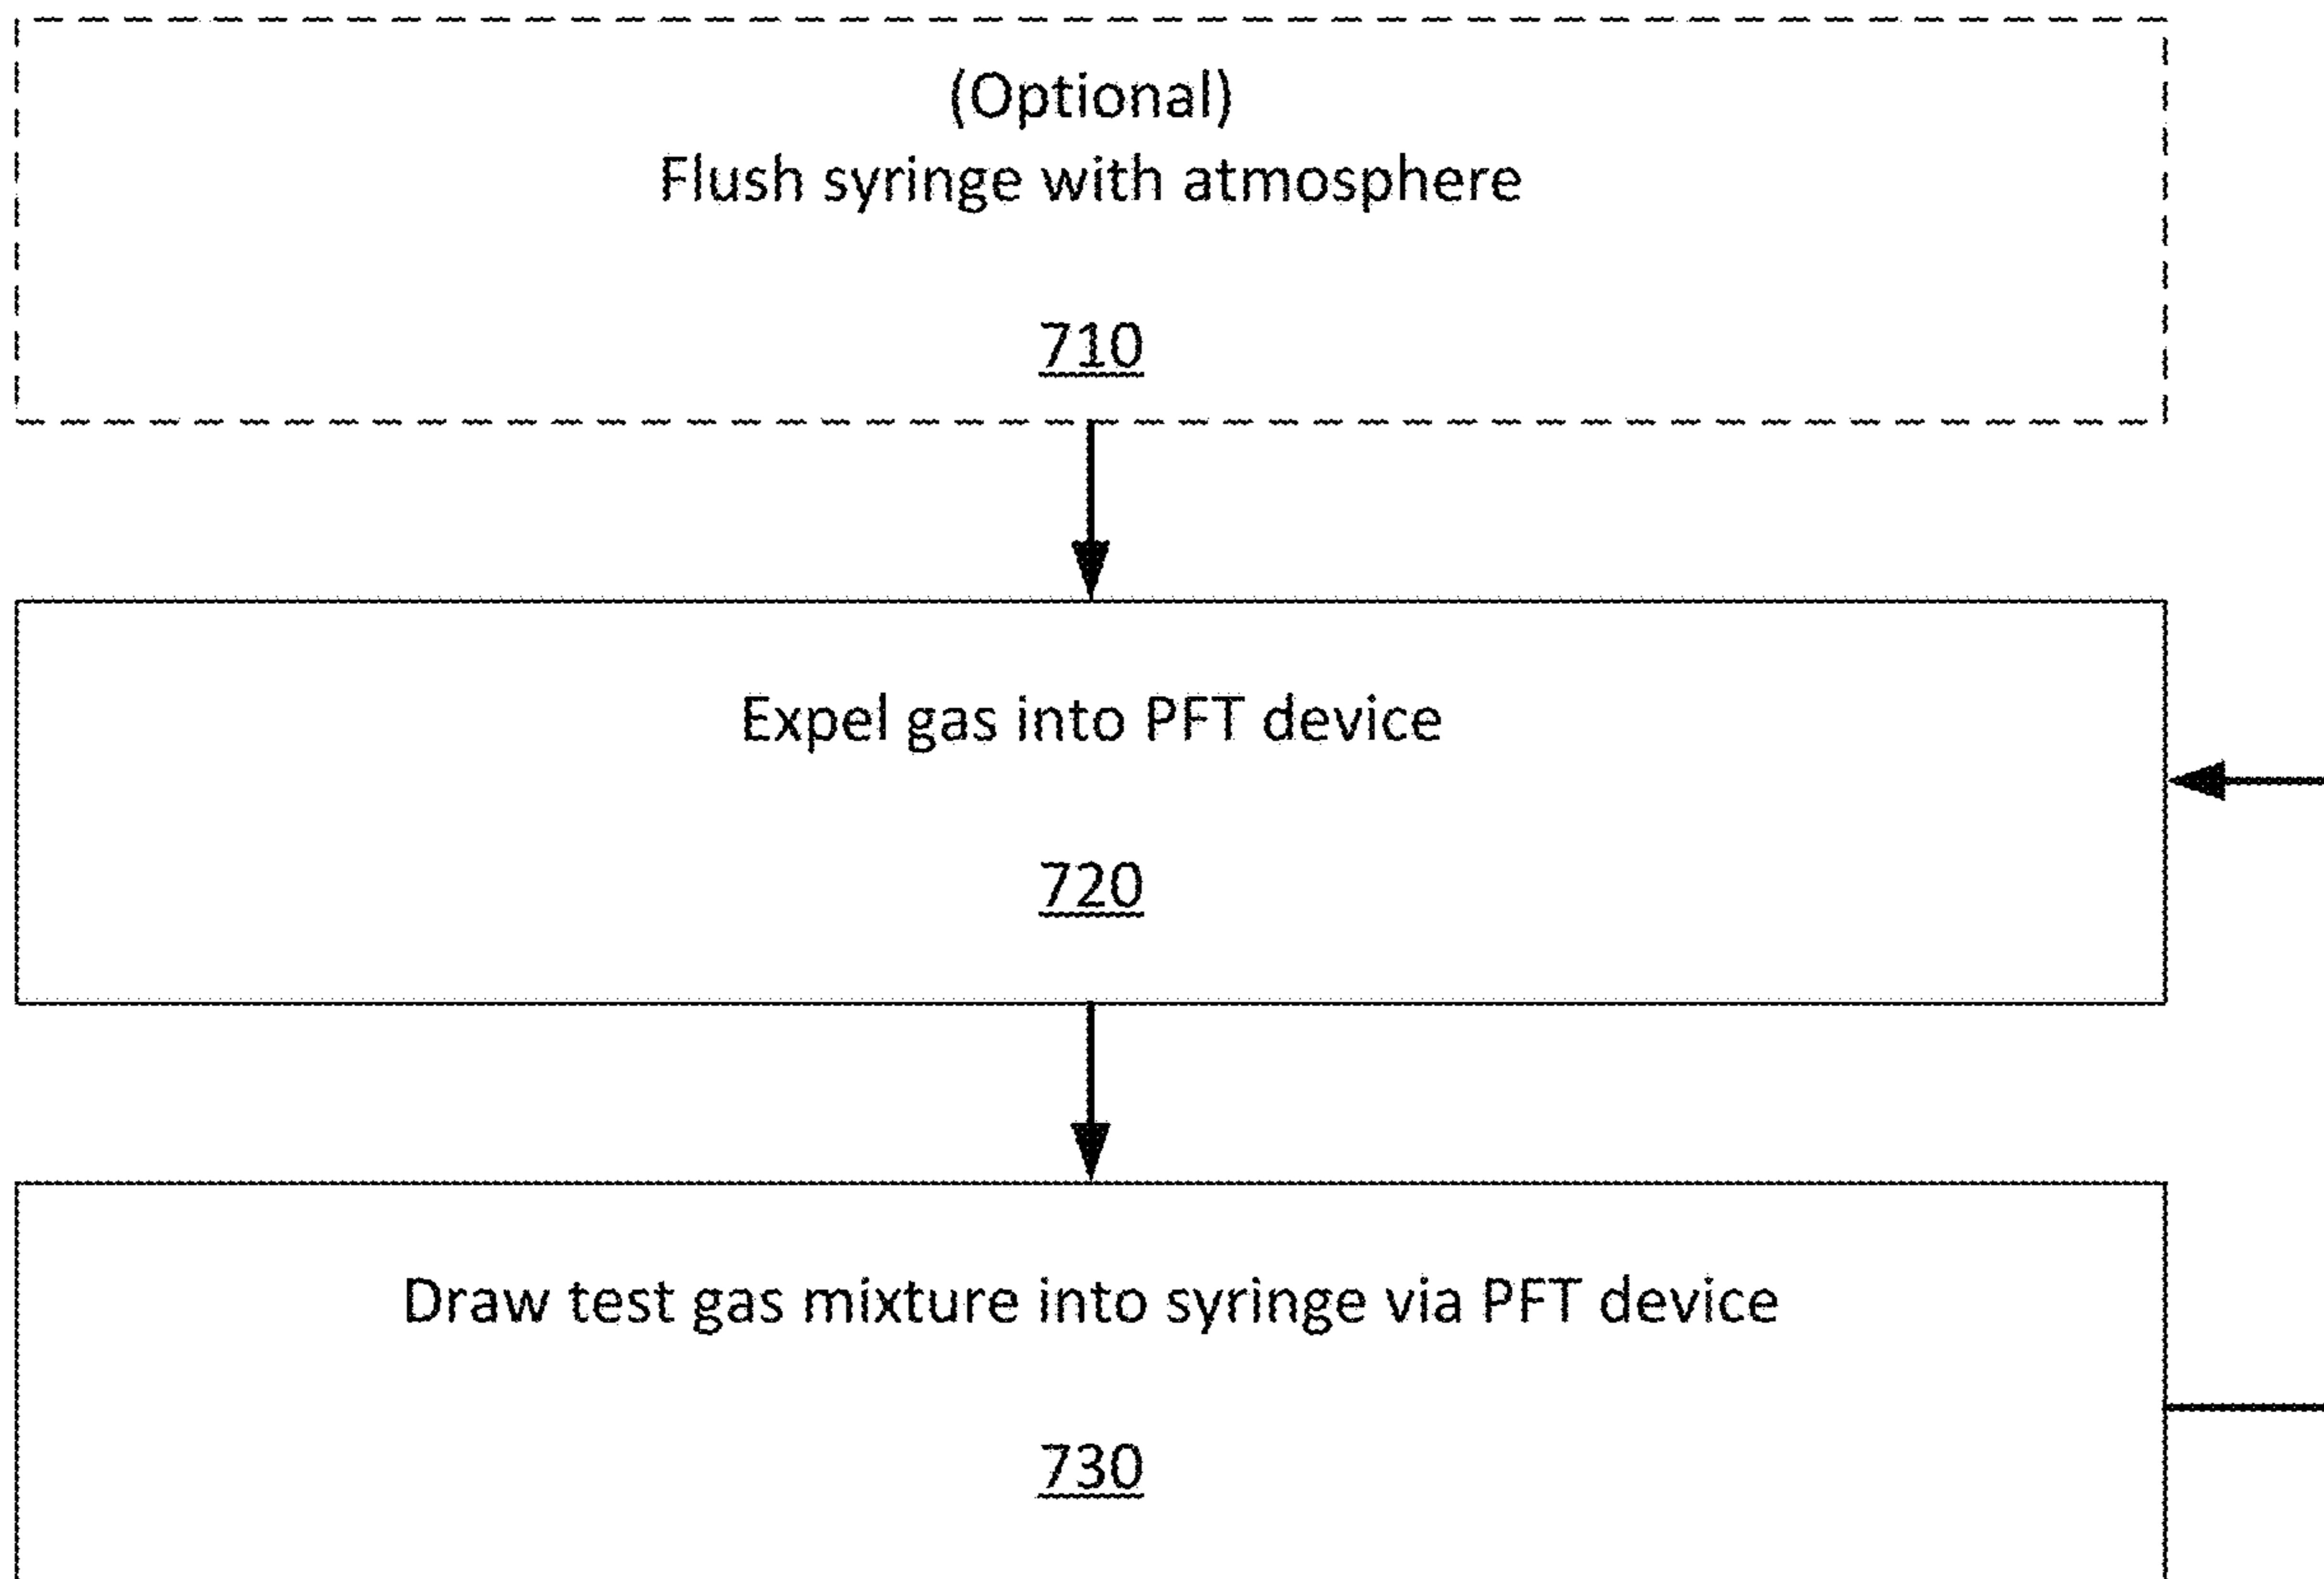 (Optional)
Flush syringe with atmosphere
710
Expel gas into PFT device
720
Draw test gas mixture into syringe via PFT device
730